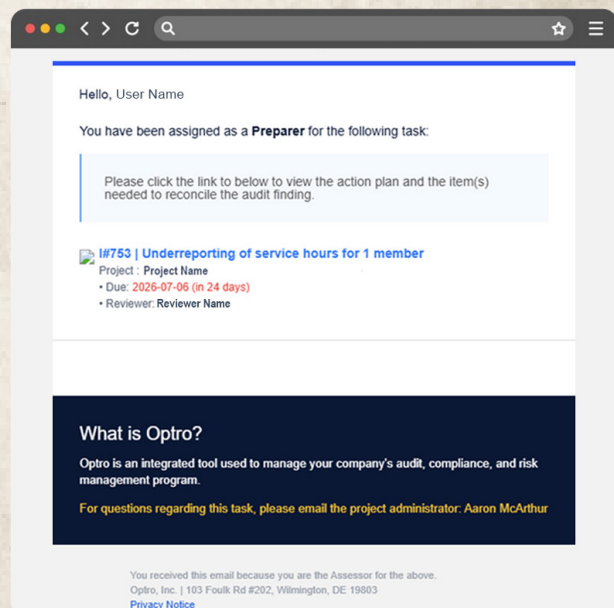 Hello, User Name
You have been assigned as a Preparer for the following task:
Please click the link to below to view the action plan and the item(s)
needed to reconcile the audit finding.
I#753 | Underreporting of service hours for 1 member
Project : Project Name
• Due: 2026-07-06 (in 24 days)
• Reviewer: Reviewer Name
What is Optro?
Optro is an integrated tool used to manage your company's audit, compliance, and risk
management program.
For questions regarding this task, please email the project administrator: Aaron McArthur
You received this email because you are the Assessor for the above.
Optro, Inc. | 103 Foulk Rd #202, Wilmington, DE 19803
Privacy Notice